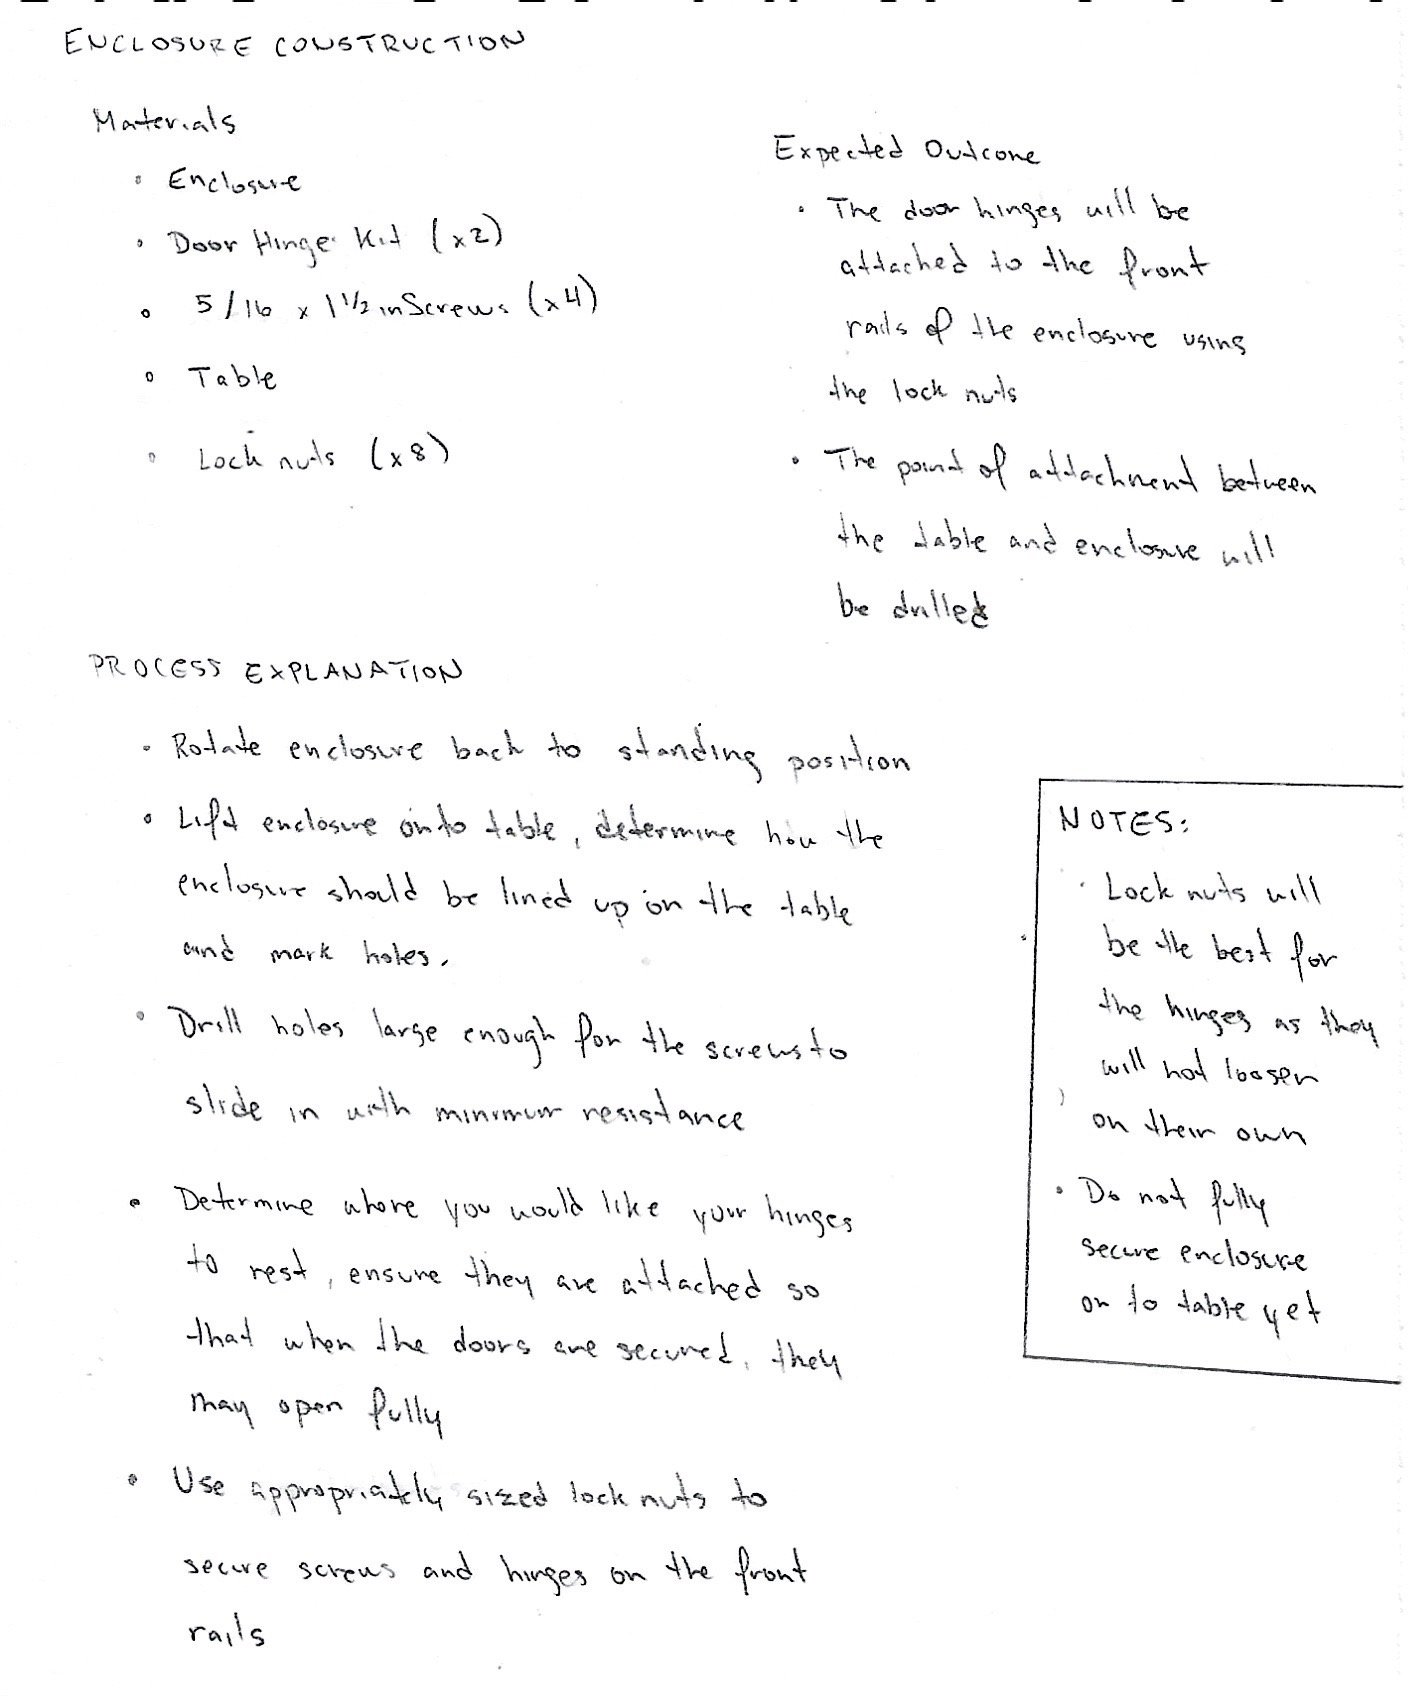 ENCLOSURE CONSTRUCTION
Materials
• Enclosure
• Door Hinge Kit (x2)
• 5/16 x 1 1/2 in Screws (x4)
• Table
• Lock nuts (x8)
Expected Outcome
• The door hinges will be
attached to the front
rails of the enclosure using
the lock nuts
• The point of attachment between
the table and enclosure will
be drilled
PROCESS EXPLANATION
• Rotate enclosure back to standing position
• Lift enclosure onto table, determine how the
enclosure should be lined up on the table
and mark holes.
• Drill holes large enough for the screws to
slide in with minimum resistance
• Determine where you would like your hinges
to rest, ensure they are attached so
that when the doors are secured, they
may open fully
• Use appropriately sized lock nuts to
secure screws and hinges on the front
rails
NOTES:
• Lock nuts will
be the best for
the hinges as they
will not loosen
on their own
• Do not fully
secure enclosure
on to table yet